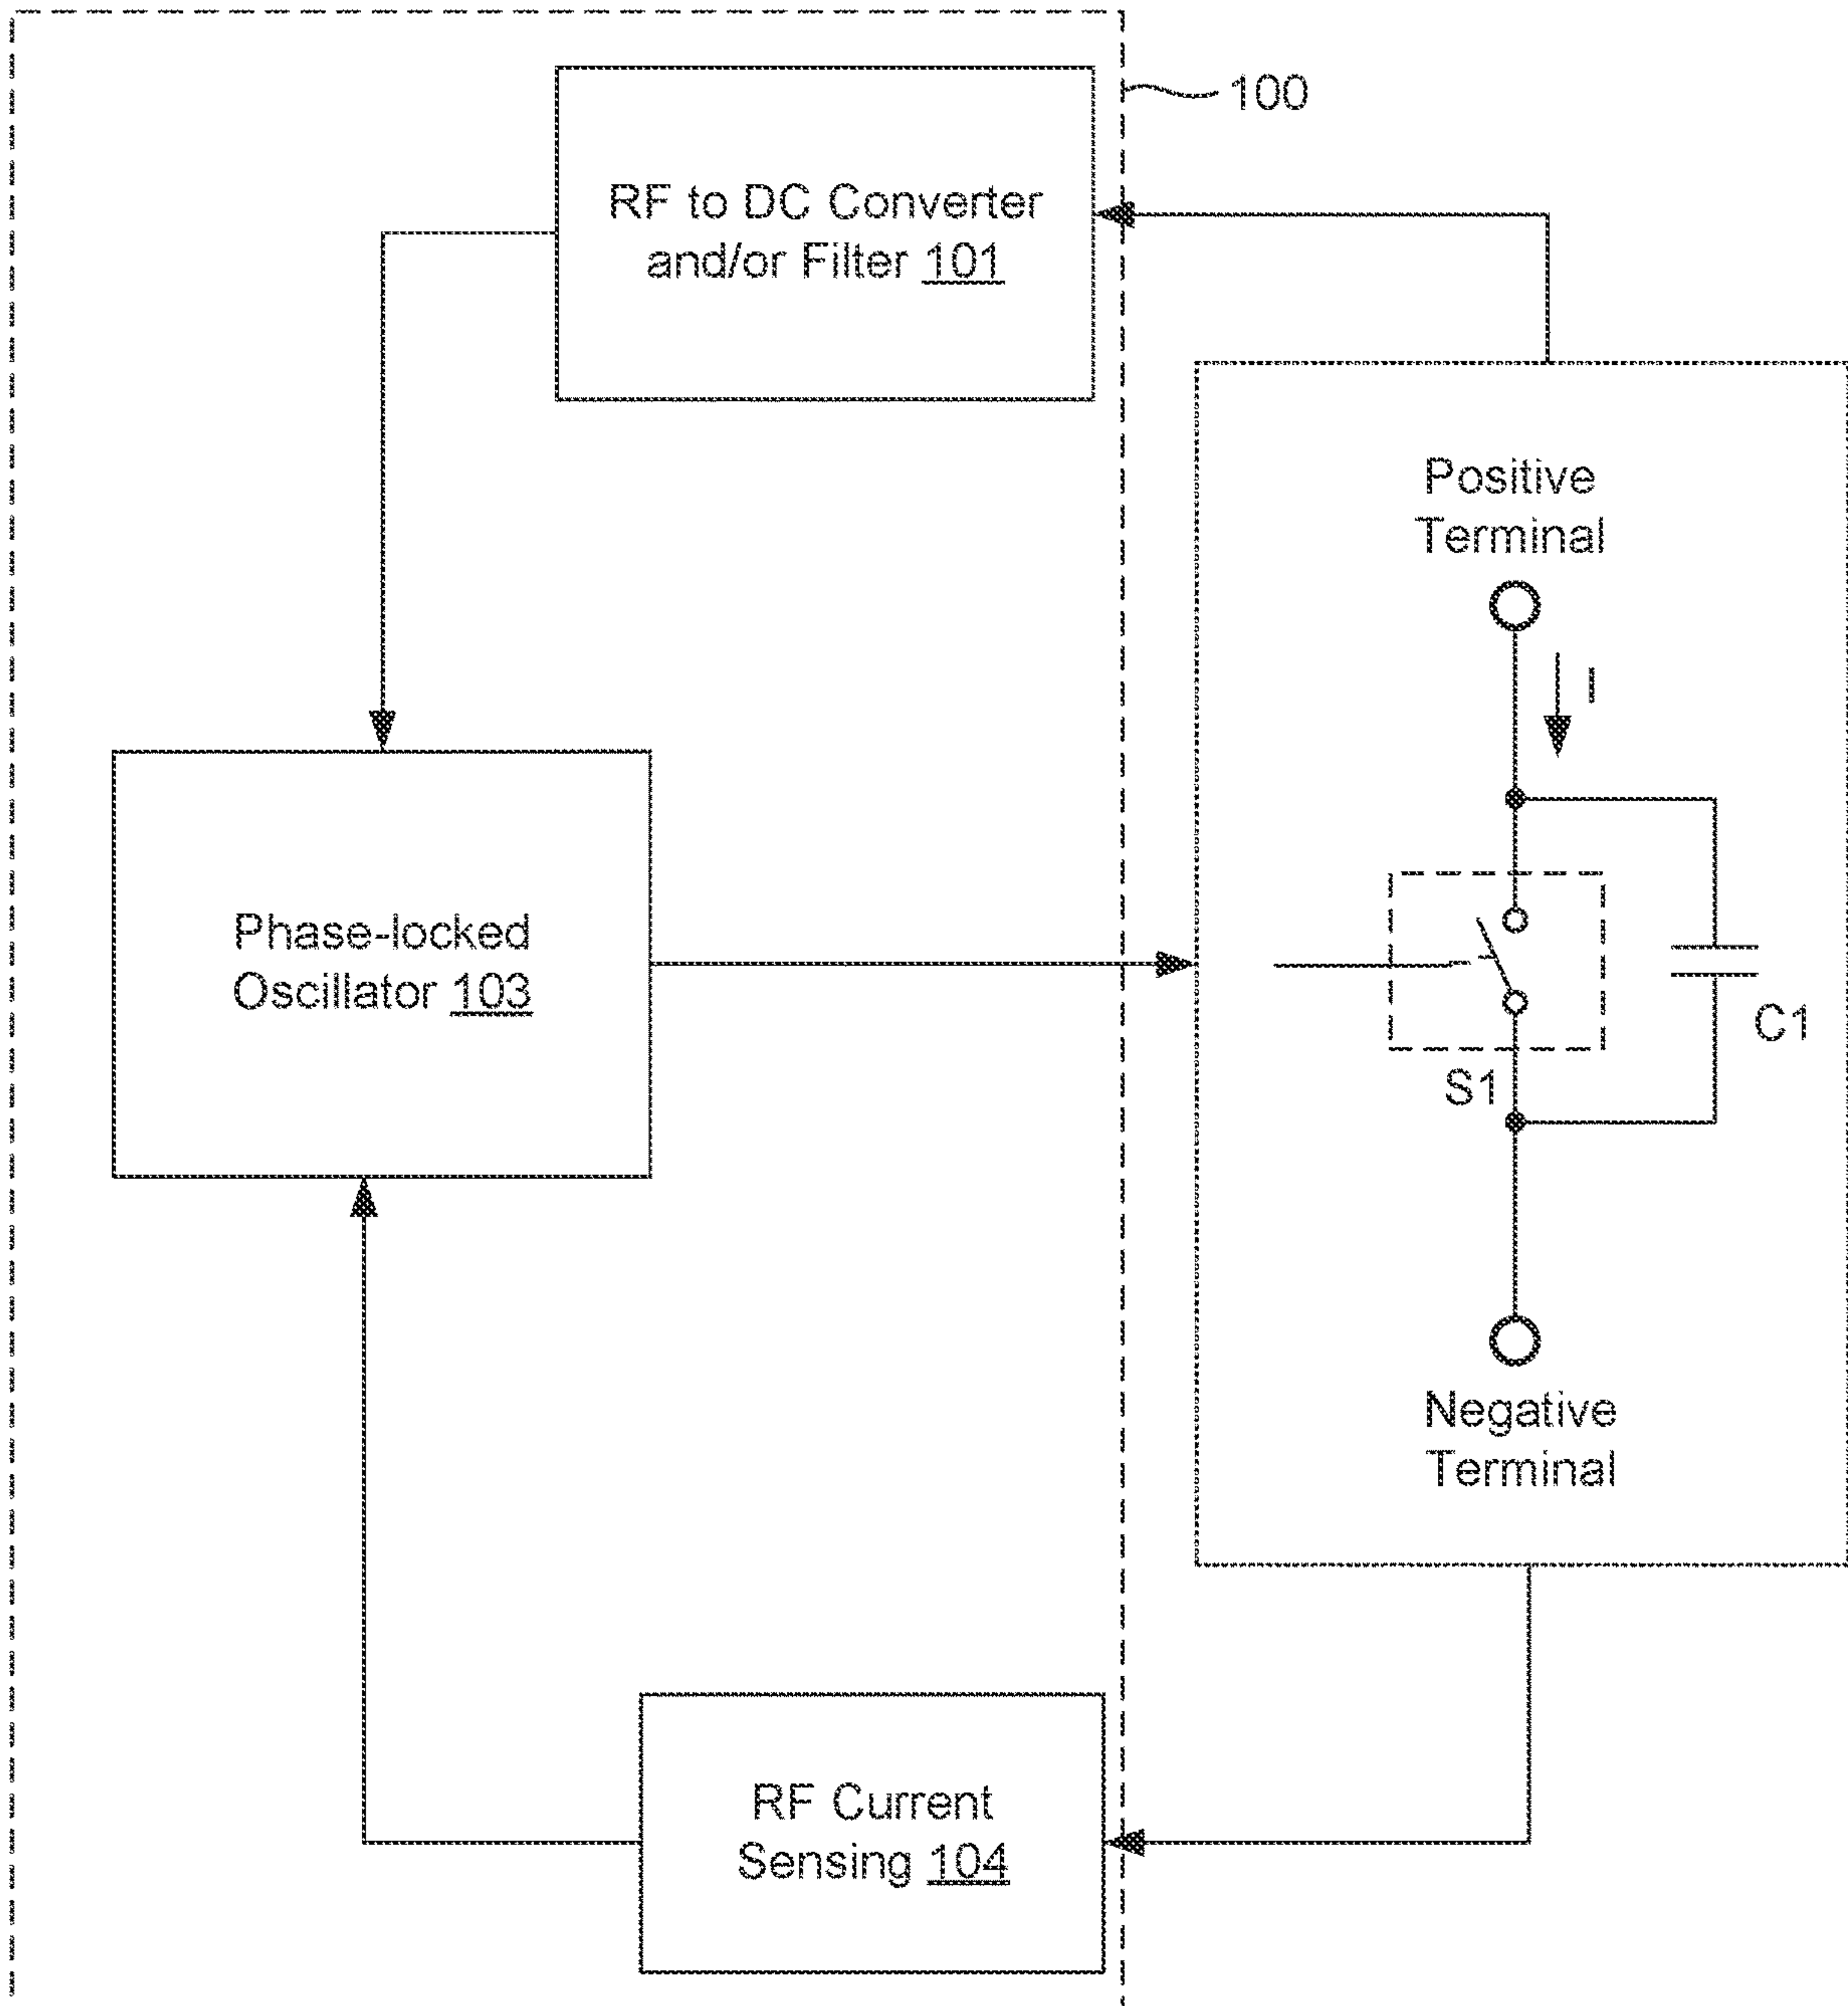 100
RF to DC Converter
and/or Filter 101
Positive
Terminal
I
Phase-locked
Oscillator 103
S1
C1
Negative
Terminal
RF Current
Sensing 104